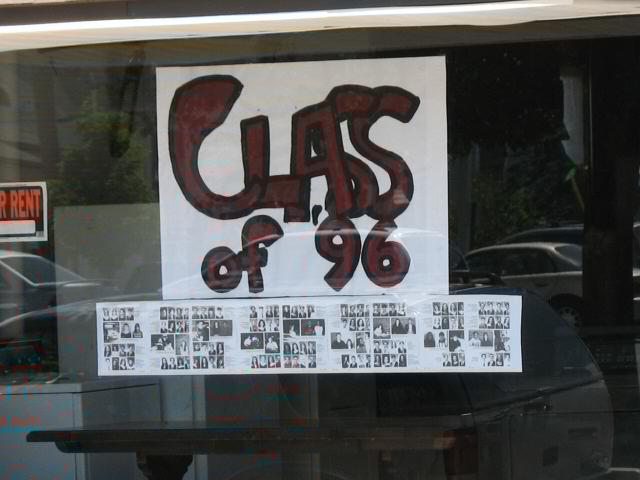 CLASS
of '96
R RENT